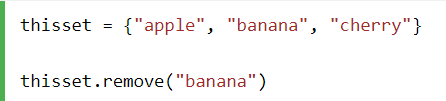 thisset = {"apple", "banana", "cherry"}
thisset.remove("banana")